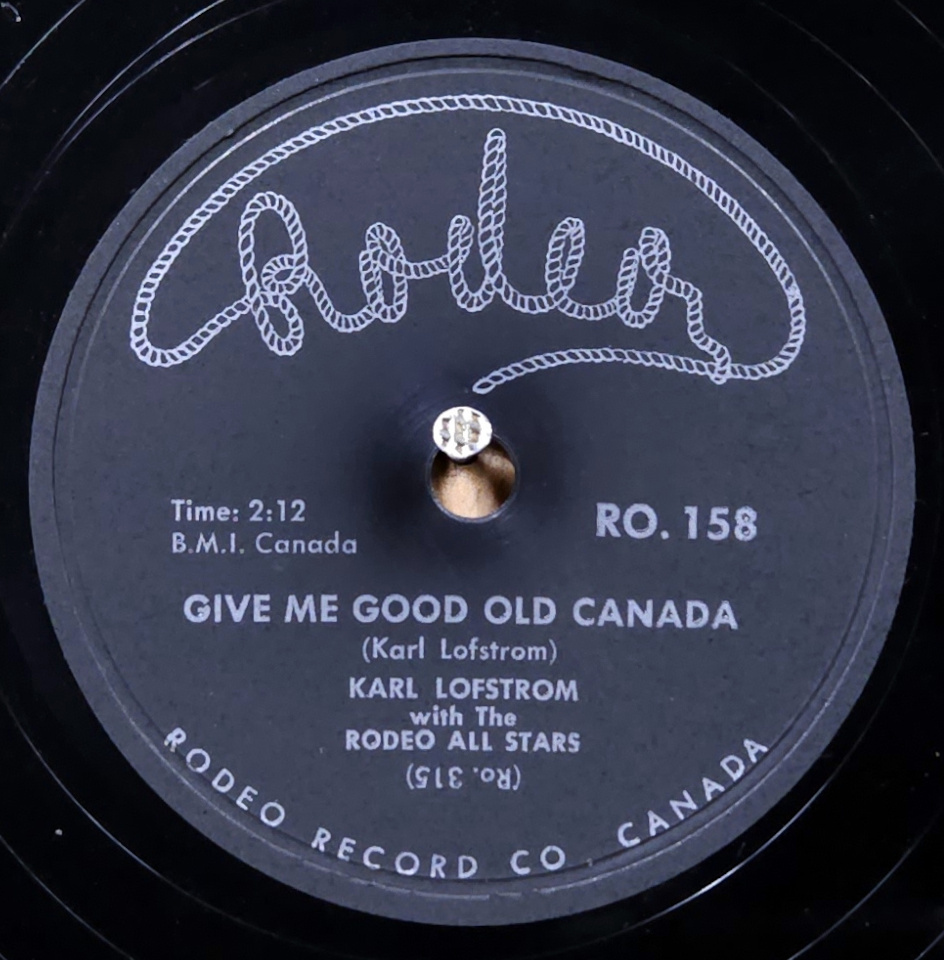 Rodeo
Time: 2:12
B.M.I. Canada
RO. 158
GIVE ME GOOD OLD CANADA
(Karl Lofstrom)
KARL LOFSTROM
with The
RODEO ALL STARS
(Ro. 315)
RODEO RECORD CO. CANADA